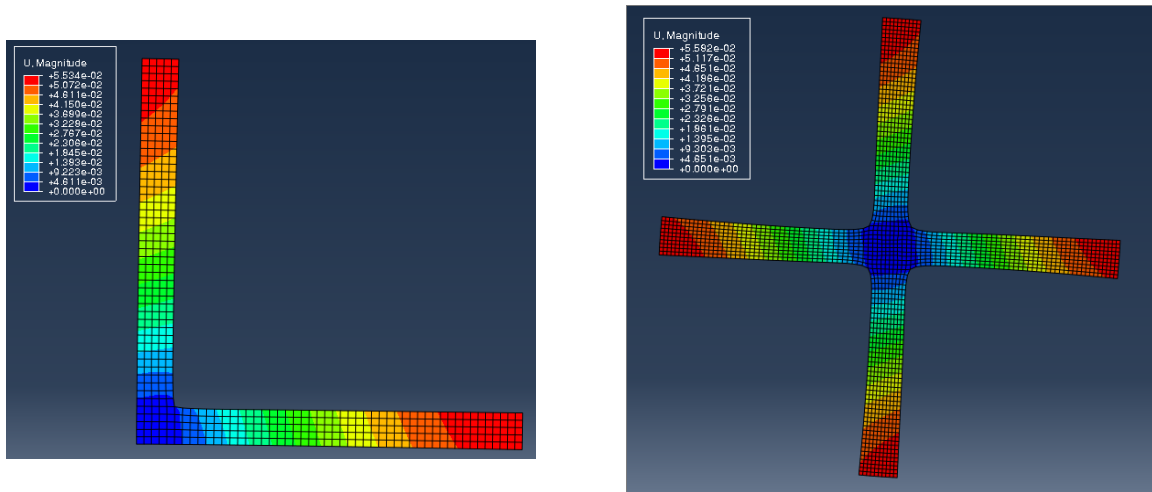 U, Magnitude
+5.534e-02
+5.072e-02
+4.611e-02
+4.150e-02
+3.689e-02
+3.228e-02
+2.767e-02
+2.306e-02
+1.845e-02
+1.383e-02
+9.223e-03
+4.611e-03
+0.000e+00
U, Magnitude
+5.582e-02
+5.117e-02
+4.651e-02
+4.186e-02
+3.721e-02
+3.256e-02
+2.791e-02
+2.326e-02
+1.861e-02
+1.395e-02
+9.303e-03
+4.651e-03
+0.000e+00